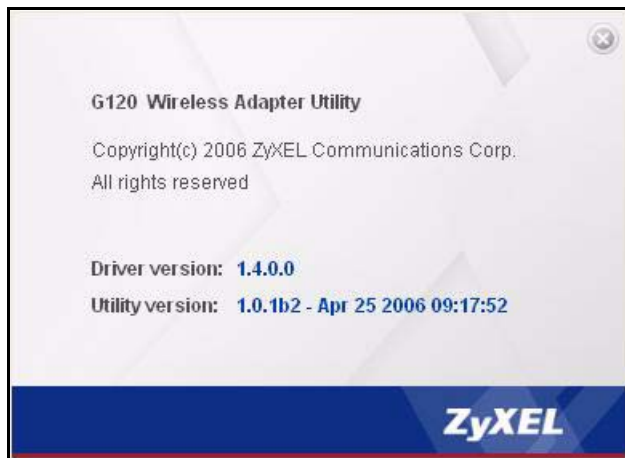 G120 Wireless Adapter Utility
Copyright(c) 2006 ZyXEL Communications Corp.
All rights reserved
Driver version: 1.4.0.0
Utility version: 1.0.1b2 - Apr 25 2006 09:17:52
ZyXEL